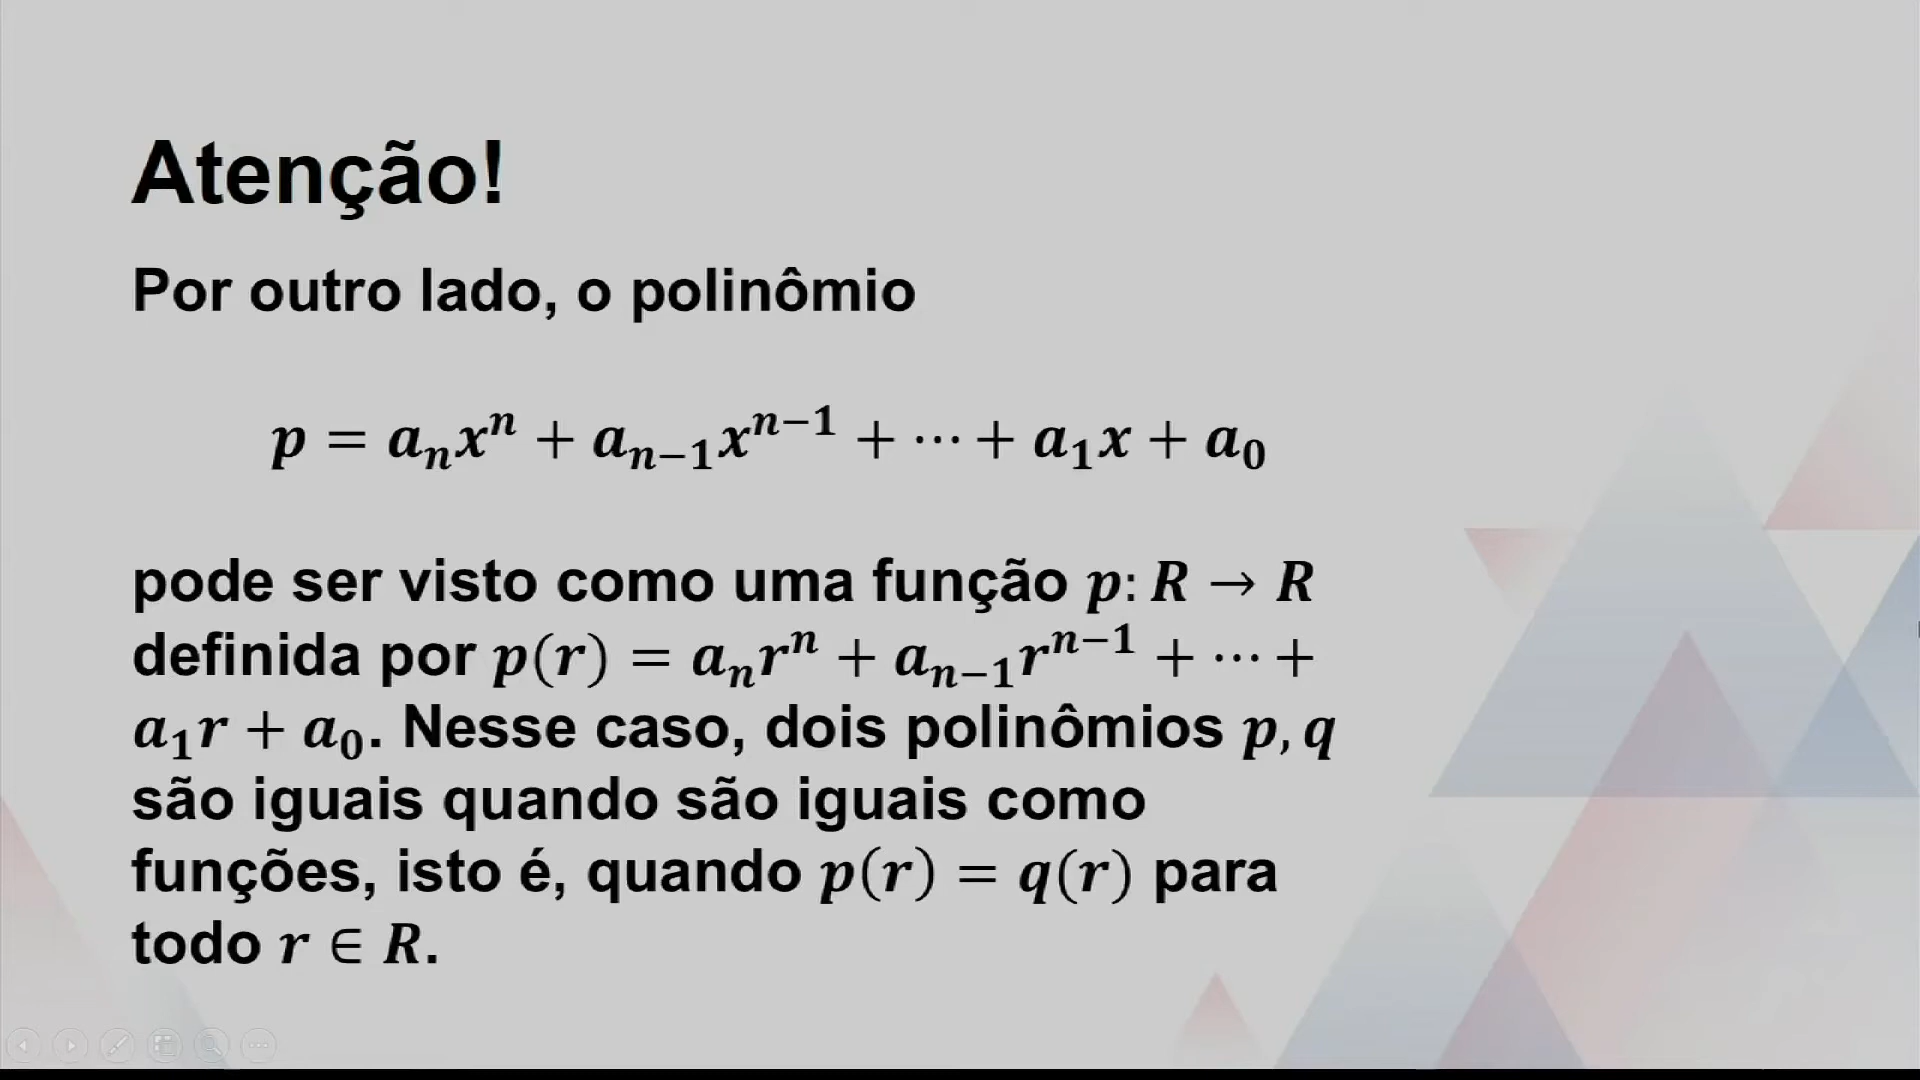 Atenção!
Por outro lado, o polinômio
p = aₙxⁿ + aₙ₋₁xⁿ⁻¹ + ⋯ + a₁x + a₀
pode ser visto como uma função p: R → R
definida por p(r) = aₙrⁿ + aₙ₋₁rⁿ⁻¹ + ⋯ +
a₁r + a₀. Nesse caso, dois polinômios p, q
são iguais quando são iguais como
funções, isto é, quando p(r) = q(r) para
todo r ∈ R.